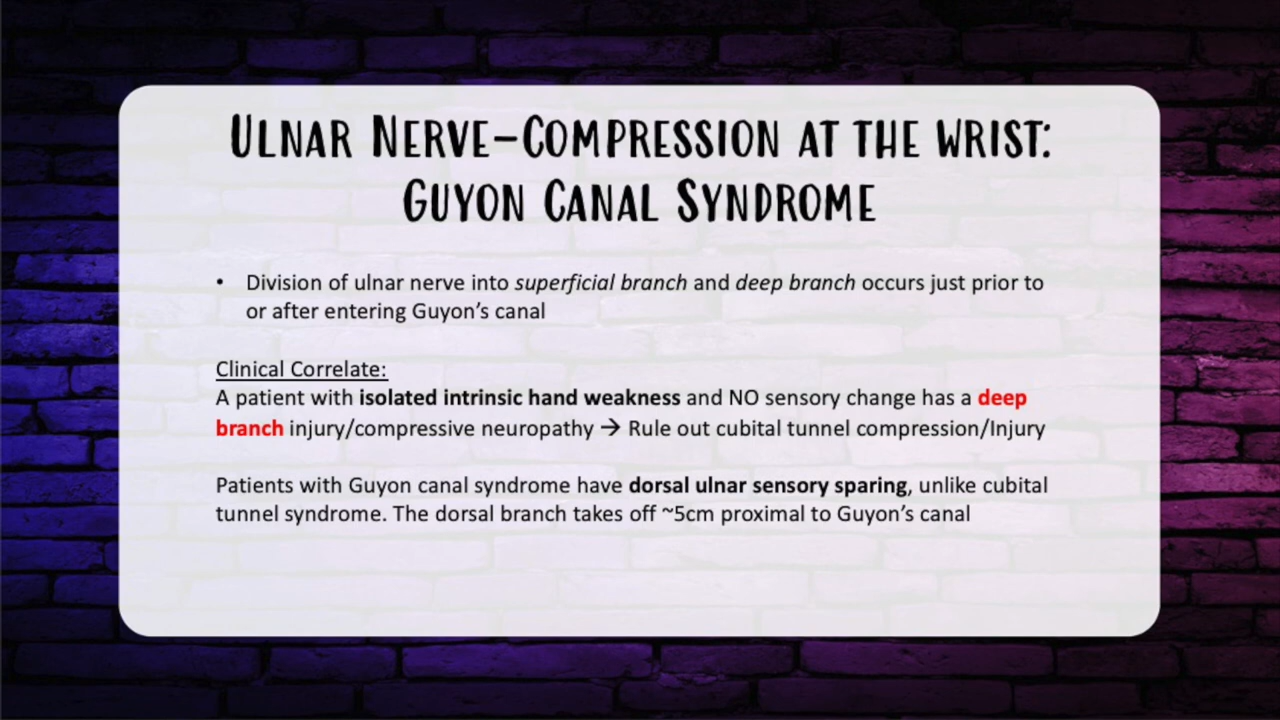 Ulnar Nerve-Compression at the Wrist:
Guyon Canal Syndrome
• Division of ulnar nerve into superficial branch and deep branch occurs just prior to
or after entering Guyon’s canal
Clinical Correlate:
A patient with isolated intrinsic hand weakness and NO sensory change has a deep
branch injury/compressive neuropathy → Rule out cubital tunnel compression/Injury
Patients with Guyon canal syndrome have dorsal ulnar sensory sparing, unlike cubital
tunnel syndrome. The dorsal branch takes off ~5cm proximal to Guyon’s canal